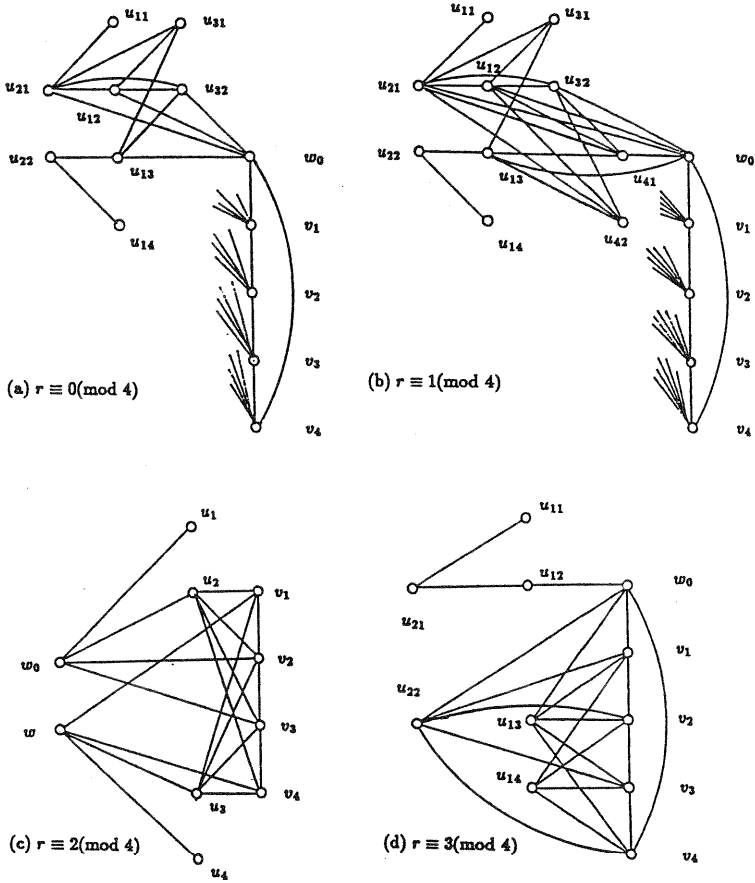 u₁₁
u₃₁
u₂₁
u₁₂
u₃₂
u₂₂
u₁₃
w₀
u₁₄
v₁
v₂
v₃
v₄
(a) r ≡ 0(mod 4)
u₁₁
u₃₁
u₂₁
u₁₂
u₃₂
u₂₂
u₁₃
u₄₁
w₀
u₁₄
u₄₂
v₁
v₂
v₃
v₄
(b) r ≡ 1(mod 4)
u₁
u₂
v₁
w₀
v₂
w
v₃
u₃
v₄
u₄
(c) r ≡ 2(mod 4)
u₁₁
u₁₂
w₀
u₂₁
v₁
u₂₂
u₁₃
v₂
u₁₄
v₃
v₄
(d) r ≡ 3(mod 4)